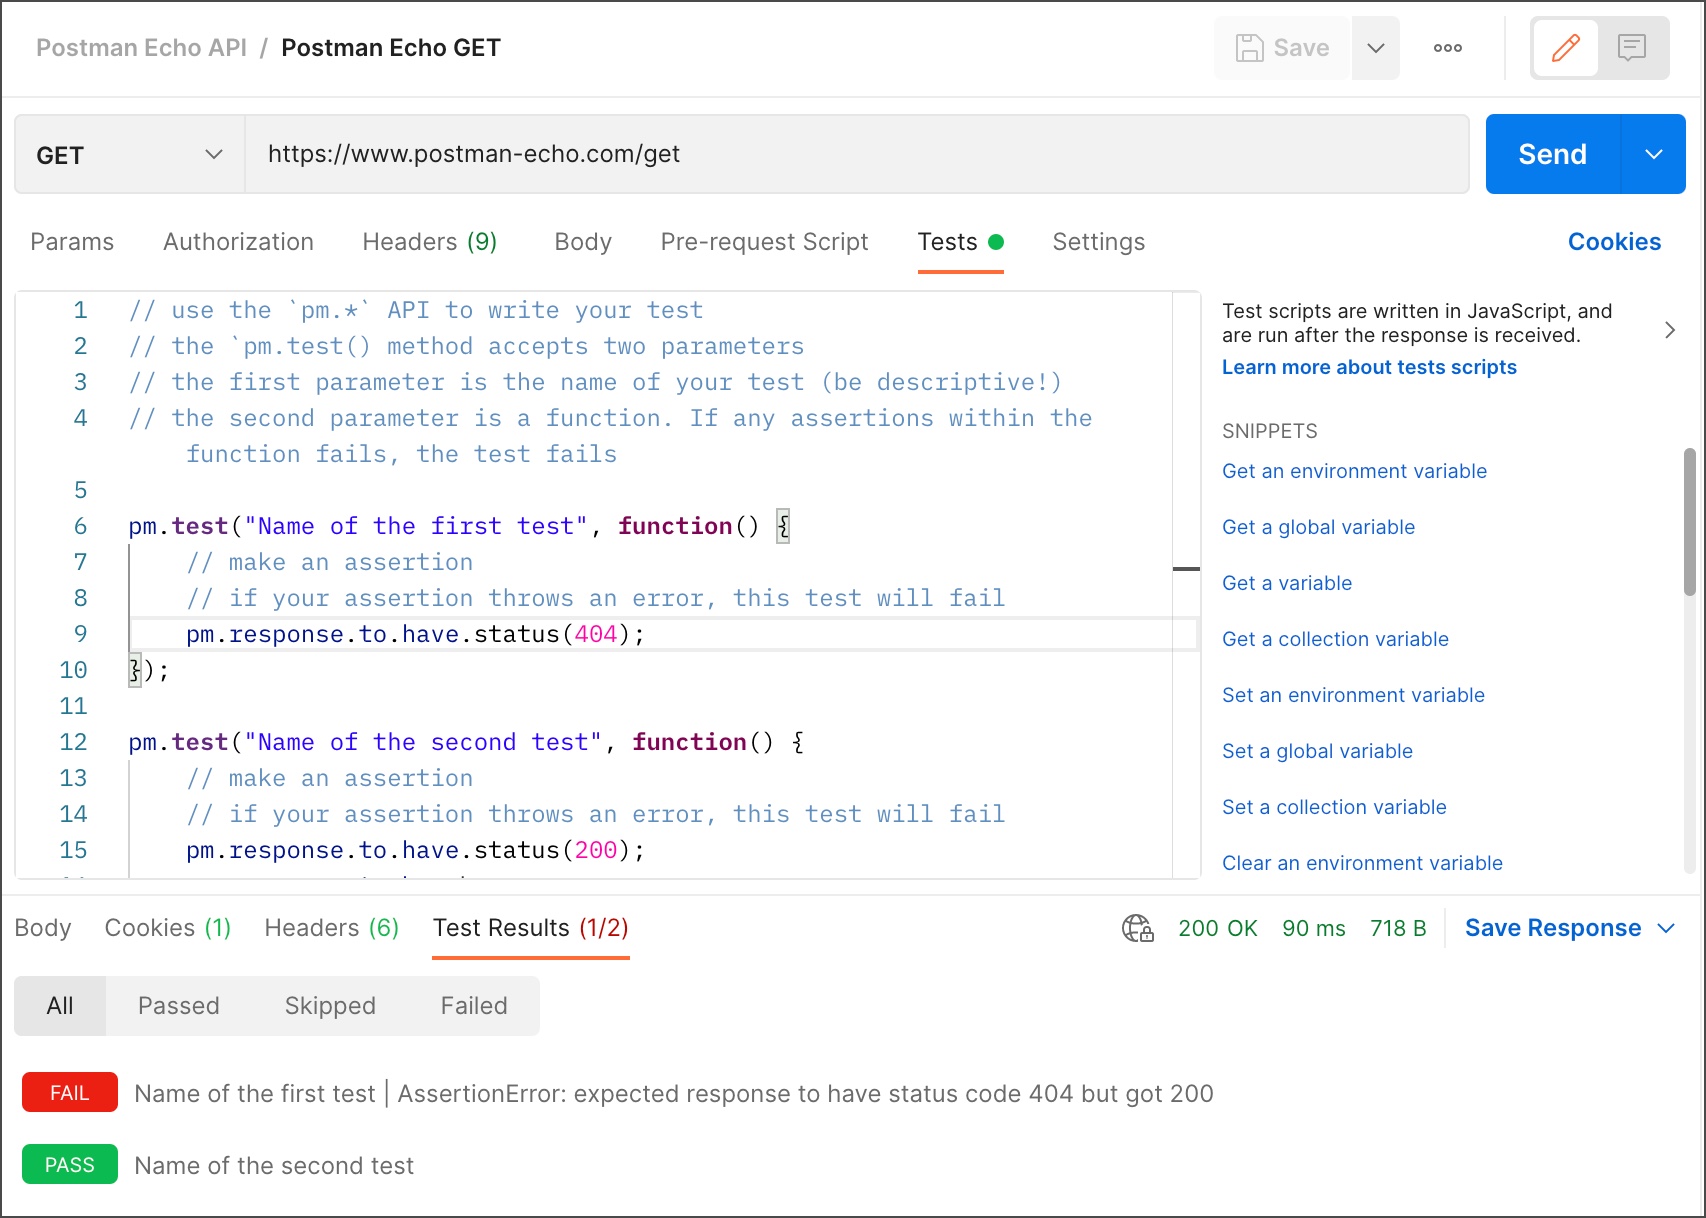 Postman Echo API / Postman Echo GET
Save
GET
https://www.postman-echo.com/get
Send
Params Authorization Headers (9) Body Pre-request Script Tests Settings Cookies
1 // use the `pm.*` API to write your test
2 // the `pm.test() method accepts two parameters
3 // the first parameter is the name of your test (be descriptive!)
4 // the second parameter is a function. If any assertions within the
function fails, the test fails
5
6 pm.test("Name of the first test", function() {
7 // make an assertion
8 // if your assertion throws an error, this test will fail
9 pm.response.to.have.status(404);
10 });
11
12 pm.test("Name of the second test", function() {
13 // make an assertion
14 // if your assertion throws an error, this test will fail
15 pm.response.to.have.status(200);
Test scripts are written in JavaScript, and
are run after the response is received.
Learn more about tests scripts
SNIPPETS
Get an environment variable
Get a global variable
Get a variable
Get a collection variable
Set an environment variable
Set a global variable
Set a collection variable
Clear an environment variable
Body Cookies (1) Headers (6) Test Results (1/2)
200 OK 90 ms 718 B Save Response
All Passed Skipped Failed
FAIL Name of the first test | AssertionError: expected response to have status code 404 but got 200
PASS Name of the second test